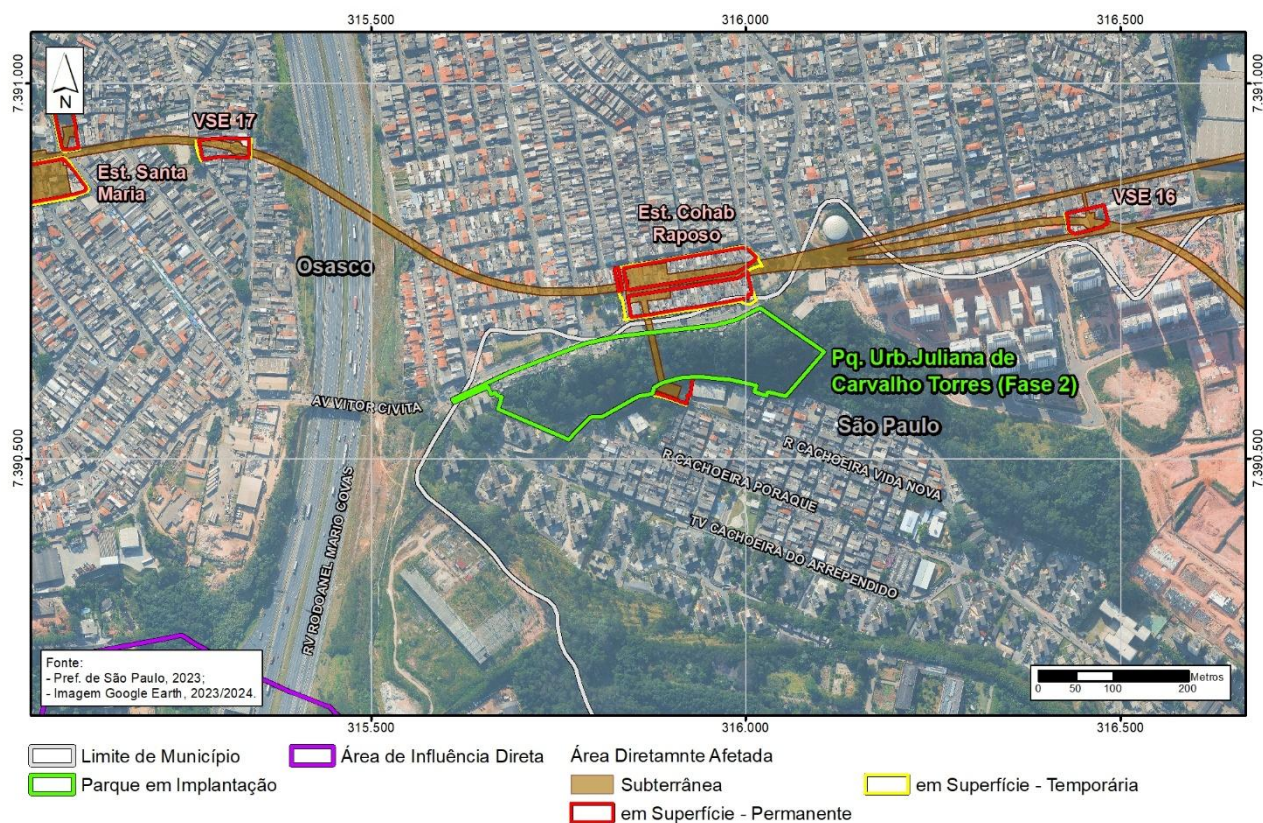 315.500
316.000
316.500
7.391.000
7.391.000
N
VSE 17
Est. Santa
Maria
Est. Cohab
Raposo
VSE 16
Osasco
Pq. Urb.Juliana de
Carvalho Torres (Fase 2)
AV VITOR CIVITA
São Paulo
7.390.500
7.390.500
R CACHOEIRA VIDA NOVA
R CACHOEIRA PORAQUE
TV CACHOEIRA DO ARREPENDIDO
RV RODOANEL MARIO COVAS
Fonte:
- Pref. de São Paulo, 2023;
- Imagem Google Earth, 2023/2024.
Metros
0 50 100 200
315.500
316.000
316.500
Limite de Município
Área de Influência Direta
Área Diretamnte Afetada
Parque em Implantação
Subterrânea
em Superfície - Temporária
em Superfície - Permanente